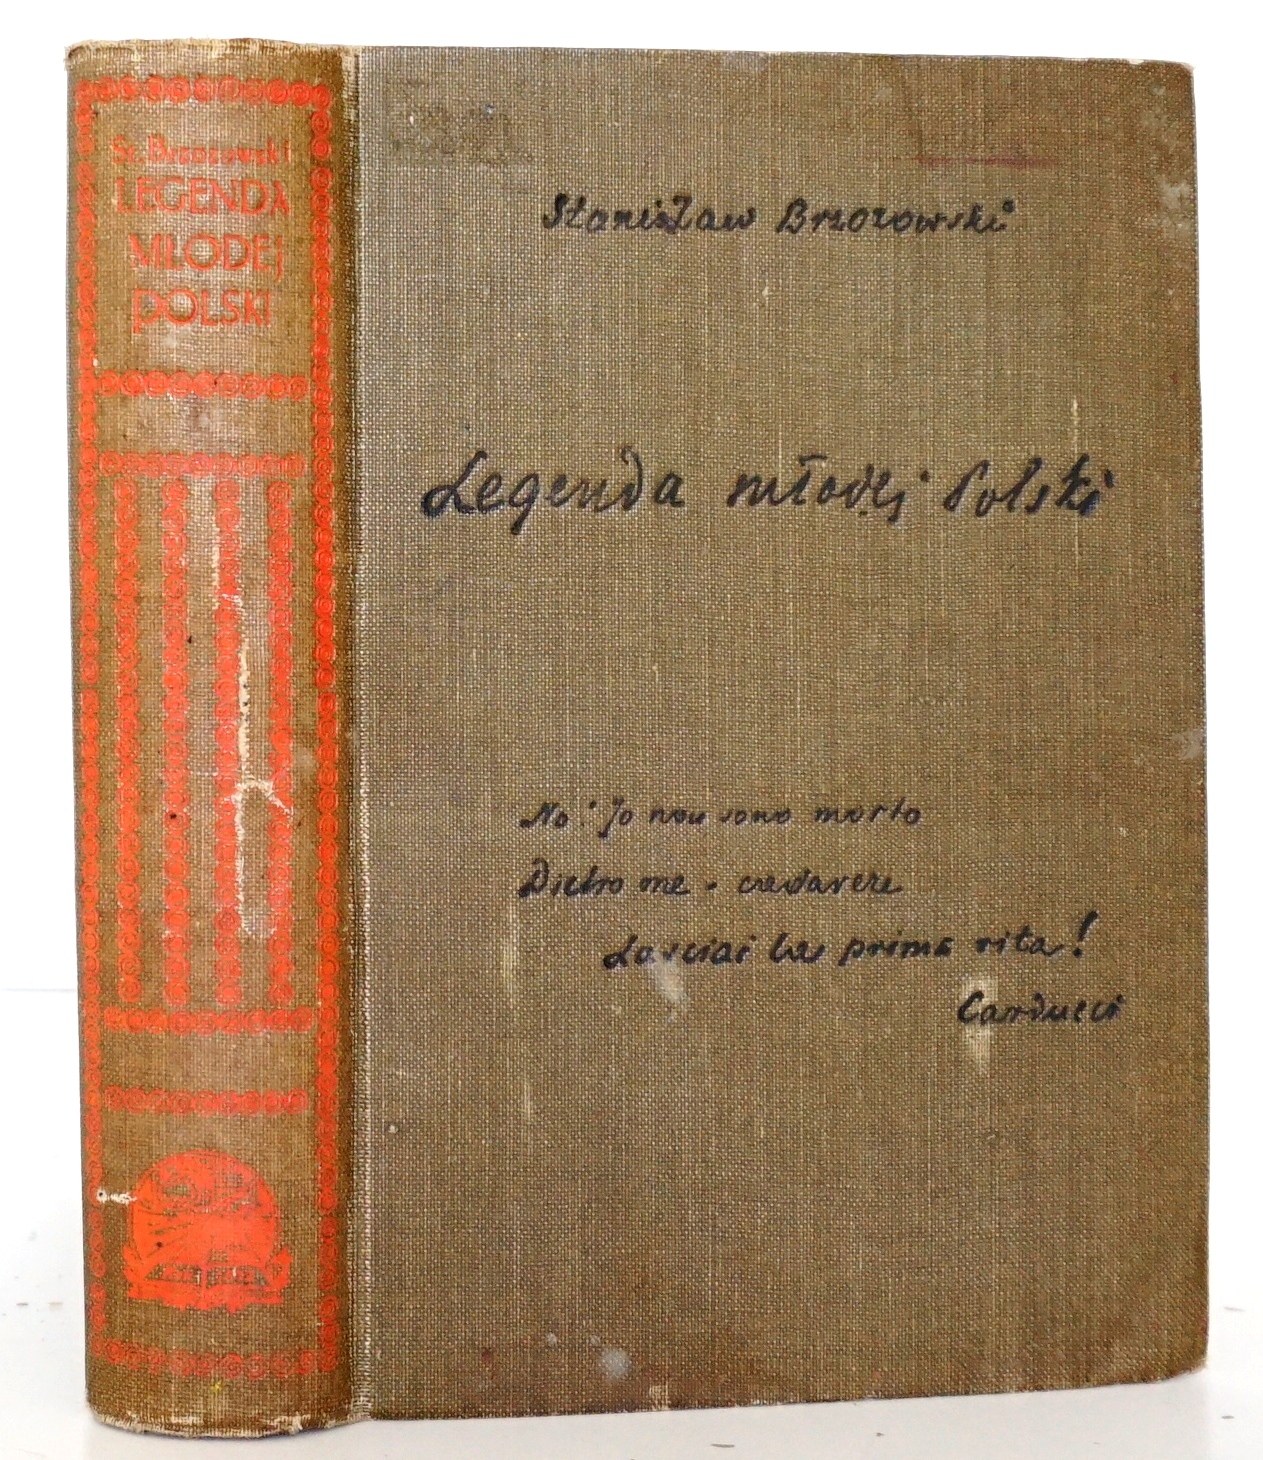 St. Brzozowski
LEGENDA
MŁODEJ
POLSKI
Stanisław Brzozowski
Legenda młodej Polski
No! Jo non sono morto
Dietro me - cadavere
Lasciai la prima vita!
Carducci